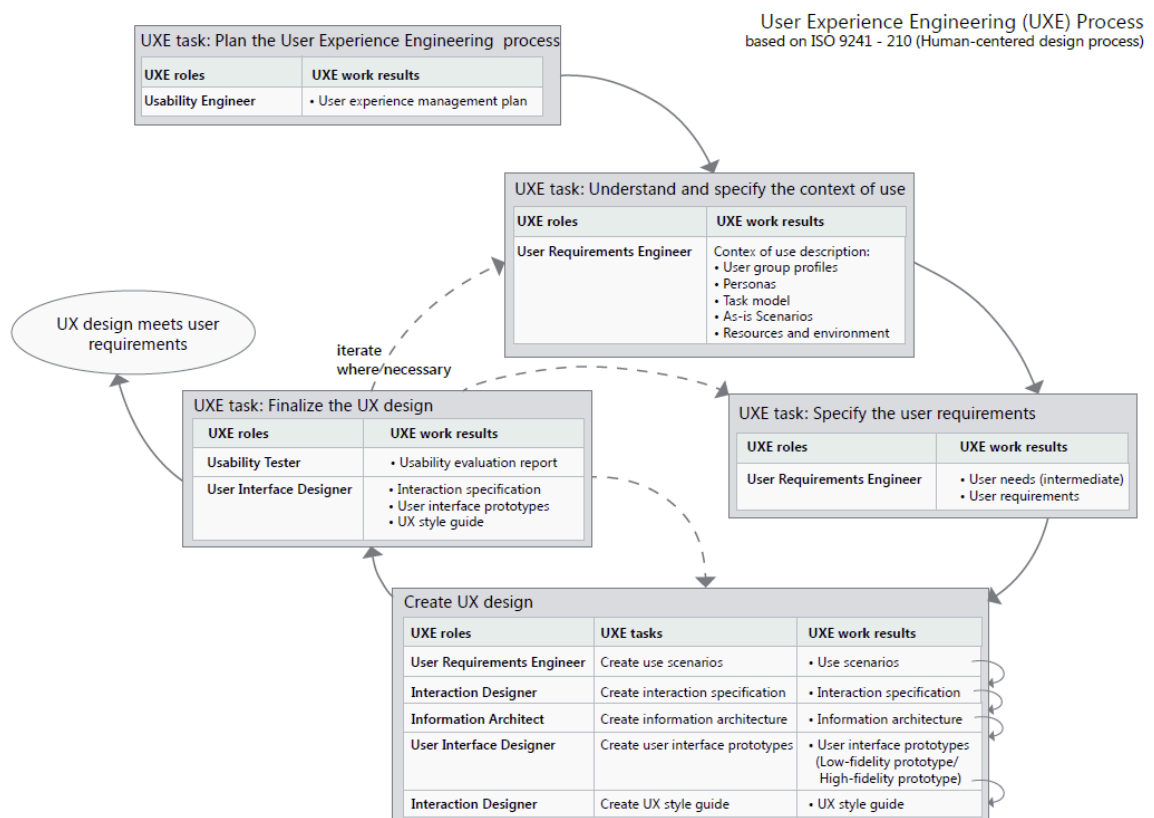 User Experience Engineering (UXE) Process
based on ISO 9241 - 210 (Human-centered design process)
UXE task: Plan the User Experience Engineering process
UXE roles UXE work results
Usability Engineer • User experience management plan
UXE task: Understand and specify the context of use
UXE roles UXE work results
User Requirements Engineer Contex of use description:
• User group profiles
• Personas
• Task model
• As-is Scenarios
• Resources and environment
UX design meets user
requirements
iterate
where necessary
UXE task: Finalize the UX design
UXE roles UXE work results
Usability Tester • Usability evaluation report
User Interface Designer • Interaction specification
• User interface prototypes
• UX style guide
UXE task: Specify the user requirements
UXE roles UXE work results
User Requirements Engineer • User needs (intermediate)
• User requirements
Create UX design
UXE roles UXE tasks UXE work results
User Requirements Engineer Create use scenarios • Use scenarios
Interaction Designer Create interaction specification • Interaction specification
Information Architect Create information architecture • Information architecture
User Interface Designer Create user interface prototypes • User interface prototypes
(Low-fidelity prototype/
High-fidelity prototype)
Interaction Designer Create UX style guide • UX style guide